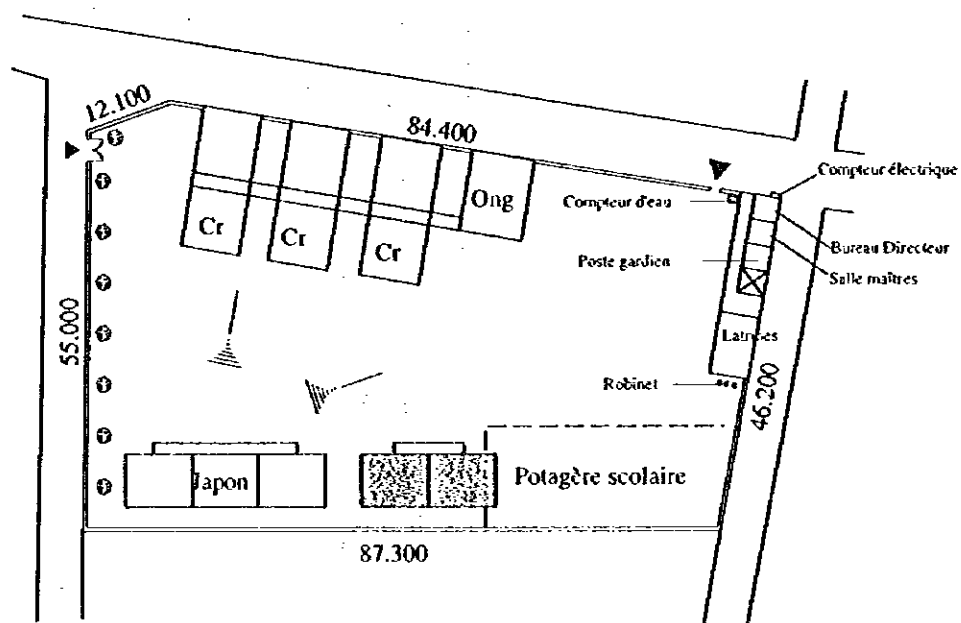 12.100
84.400
Compteur électrique
Ong
Compteur d'eau
Cr
Cr
Cr
Bureau Directeur
Poste gardien
Salle maîtres
55.000
Latrines
Robinet
46.200
Japon
Potagère scolaire
87.300